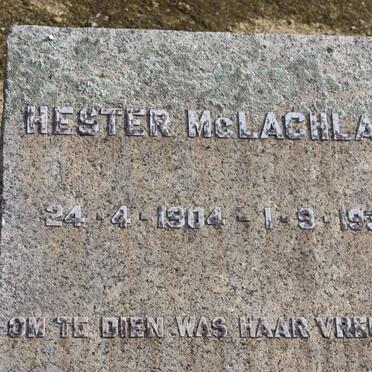 HESTER McLACHLA
24-4-1904-1-9-19
OM TE DIEN WAS HAAR VRE